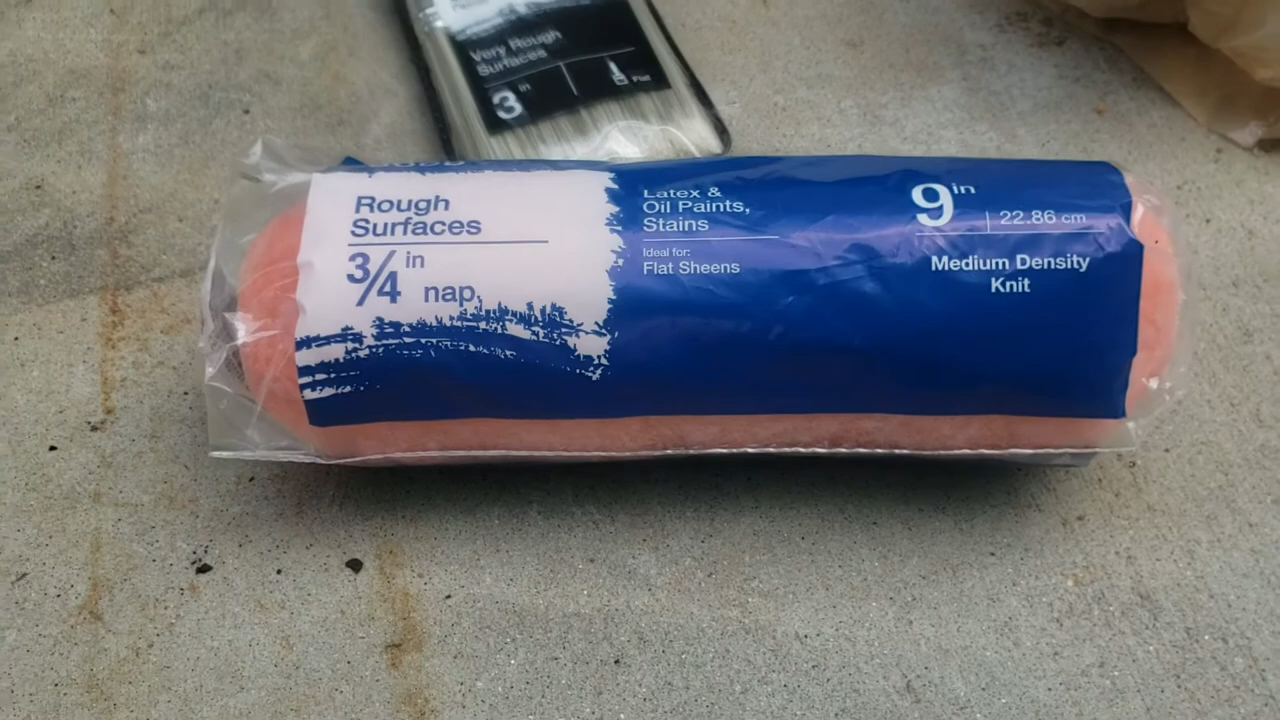 Very Rough
Surfaces
3 in
Flat
Rough
Surfaces
3/4 in
nap
Latex &
Oil Paints,
Stains
Ideal for:
Flat Sheens
9 in
22.86 cm
Medium Density
Knit